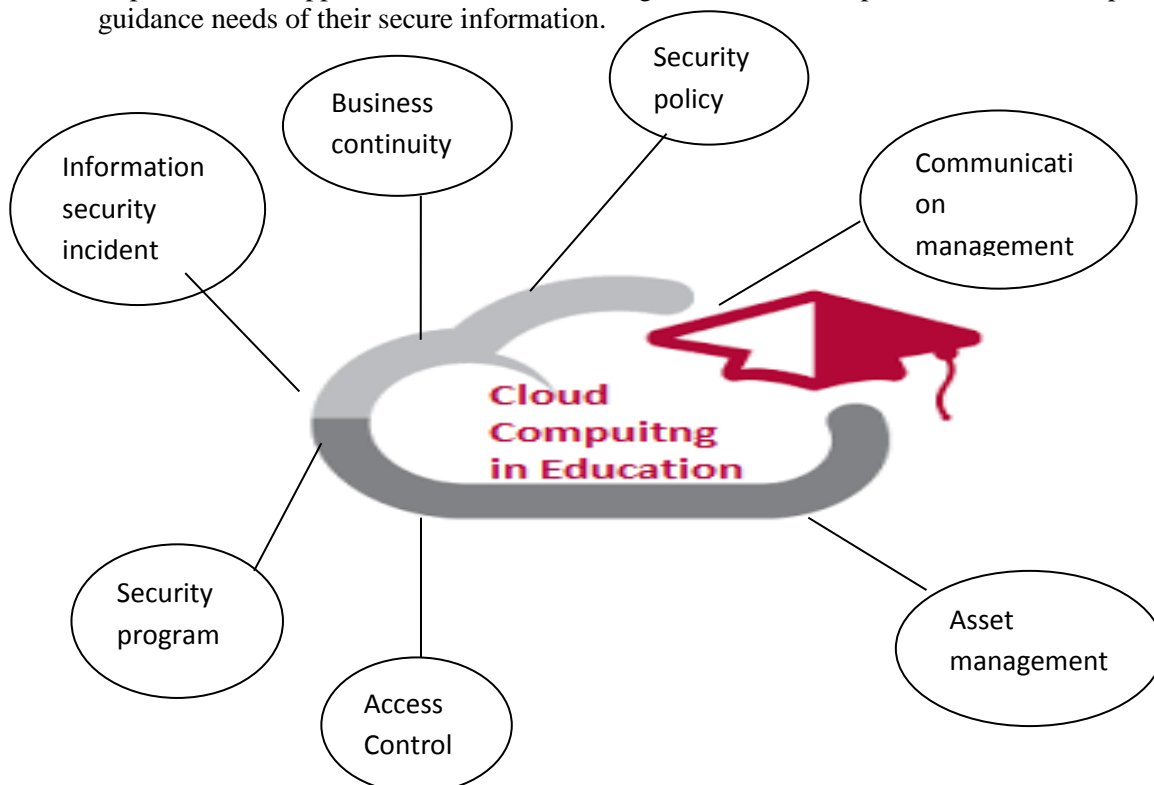 guidance needs of their secure information.
Security
policy
Business
continuity
Communicati
on
management
Information
security
incident
Cloud
Compuitng
in Education
Security
program
Asset
management
Access
Control